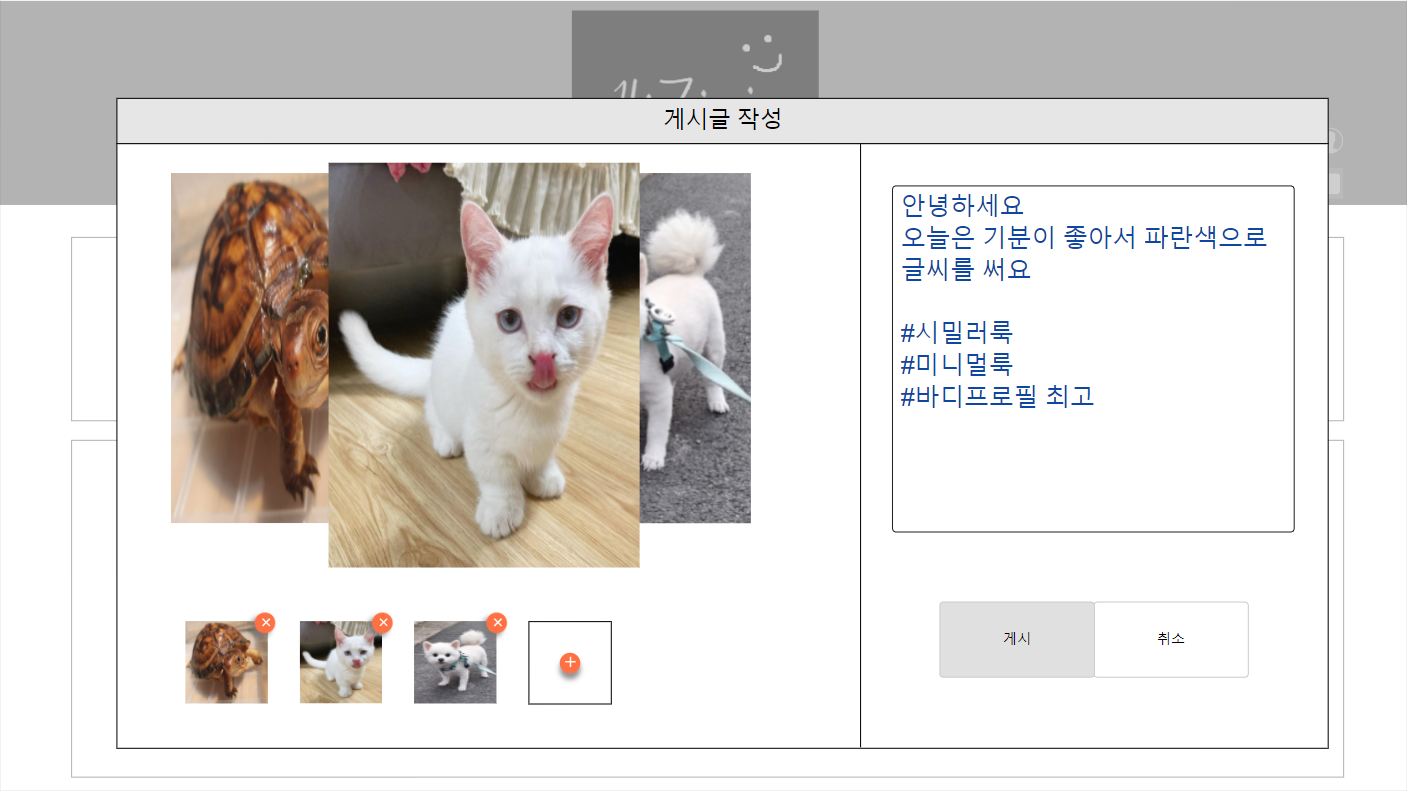 게시글 작성
안녕하세요
오늘은 기분이 좋아서 파란색으로
글씨를 써요
#시밀러룩
#미니멀룩
#바디프로필 최고
게시
취소